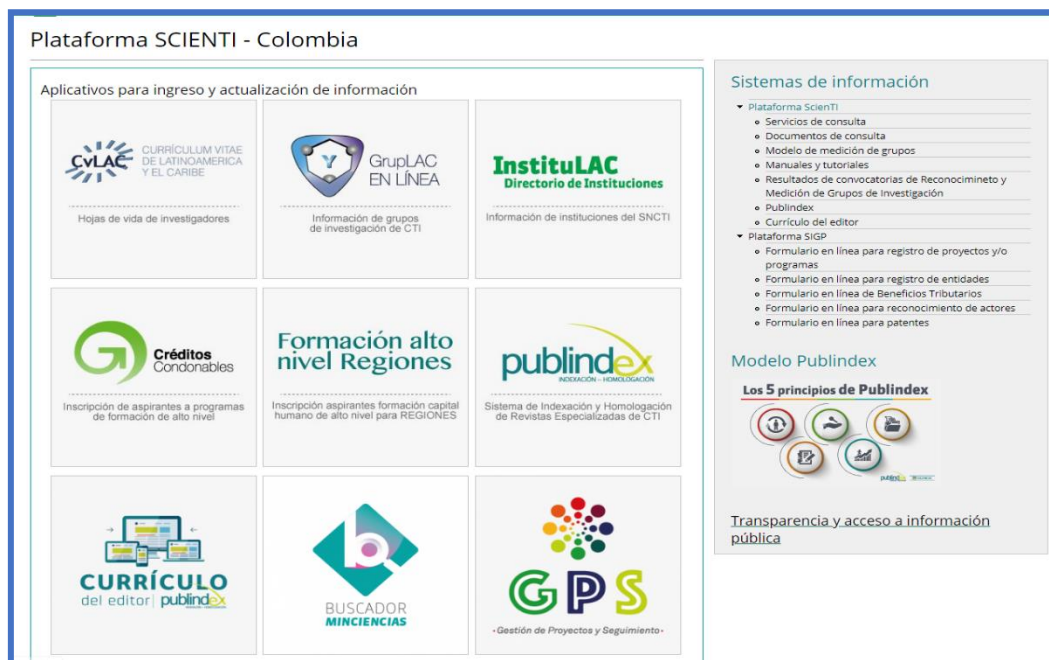 Plataforma SCIENTI - Colombia
Aplicativos para ingreso y actualización de información
CvLAC
CURRÍCULUM VITAE
DE LATINOAMERICA
Y EL CARIBE
Hojas de vida de investigadores
GrupLAC
EN LÍNEA
Información de grupos
de investigación de CTI
InstituLAC
Directorio de Instituciones
Información de instituciones del SNCTI
Créditos
Condonables
Inscripción de aspirantes a programas
de formación de alto nivel
Formación alto
nivel Regiones
Inscripción aspirantes formación capital
humano de alto nivel para REGIONES
publindex
INDEXACIÓN - HOMOLOGACIÓN
Sistema de Indexación y Homologación
de Revistas Especializadas de CTI
CURRÍCULO
del editor publindex
BUSCADOR
MINCIENCIAS
GPS
Gestión de Proyectos y Seguimiento
Sistemas de información
Plataforma ScienTI
Servicios de consulta
Documentos de consulta
Modelo de medición de grupos
Manuales y tutoriales
Resultados de convocatorias de Reconocimineto y
Medición de Grupos de Investigación
Publindex
Currículo del editor
Plataforma SIGP
Formulario en línea para registro de proyectos y/o
programas
Formulario en línea para registro de entidades
Formulario en línea de Beneficios Tributarios
Formulario en línea para reconocimiento de actores
Formulario en línea para patentes
Modelo Publindex
Los 5 principios de Publindex
publindex
Transparencia y acceso a información
pública